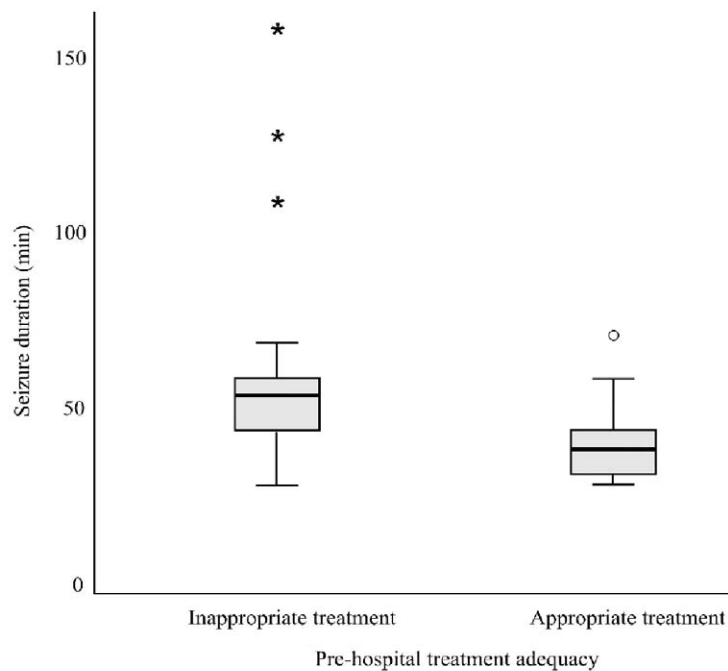 150
100
50
0
Seizure duration (min)
Inappropriate treatment
Appropriate treatment
Pre-hospital treatment adequacy